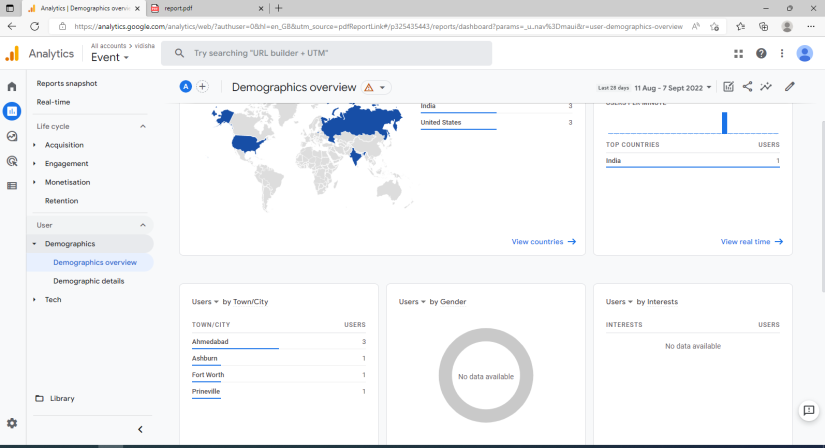 Analytics | Demographics overvie
report.pdf
https://analytics.google.com/analytics/web/?authuser=0&hl=en_GB&utm_source=pdfReportLink#/p325435443/reports/dashboard?params=_u..nav%3Dmaui&r=user-demographics-overview
Analytics
All accounts > vidisha
Event
Try searching "URL builder + UTM"
Reports snapshot
Real-time
Life cycle
Acquisition
Engagement
Monetisation
Retention
User
Demographics
Demographics overview
Demographic details
Tech
Library
A
Demographics overview
Last 28 days 11 Aug - 7 Sept 2022
India 3
United States 3
View countries
USERS PER MINUTE
TOP COUNTRIES USERS
India 1
View real time
Users by Town/City
TOWN/CITY USERS
Ahmedabad 3
Ashburn 1
Fort Worth 1
Prineville 1
Users by Gender
No data available
Users by Interests
INTERESTS USERS
No data available